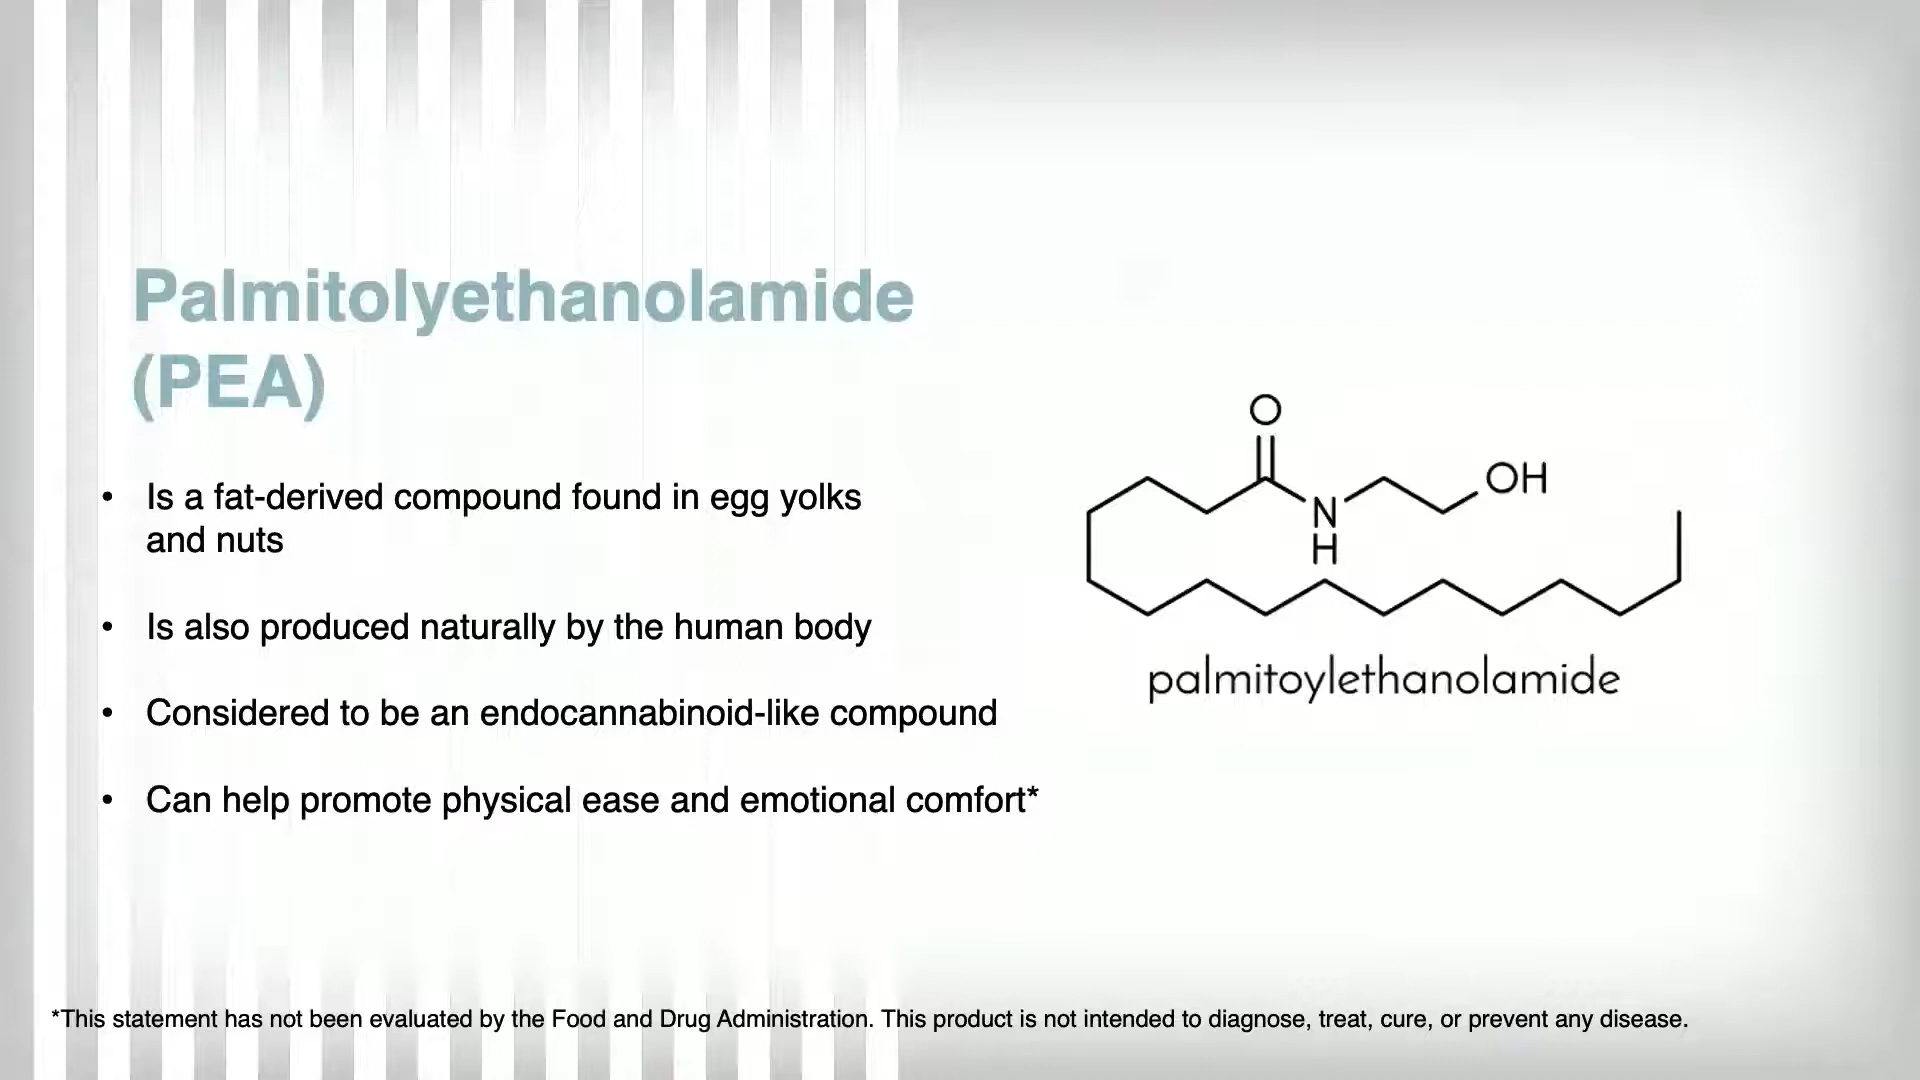 Palmitolyethanolamide
(PEA)
• Is a fat-derived compound found in egg yolks
and nuts
• Is also produced naturally by the human body
• Considered to be an endocannabinoid-like compound
• Can help promote physical ease and emotional comfort*
O
OH
N
H
palmitoylethanolamide
*This statement has not been evaluated by the Food and Drug Administration. This product is not intended to diagnose, treat, cure, or prevent any disease.